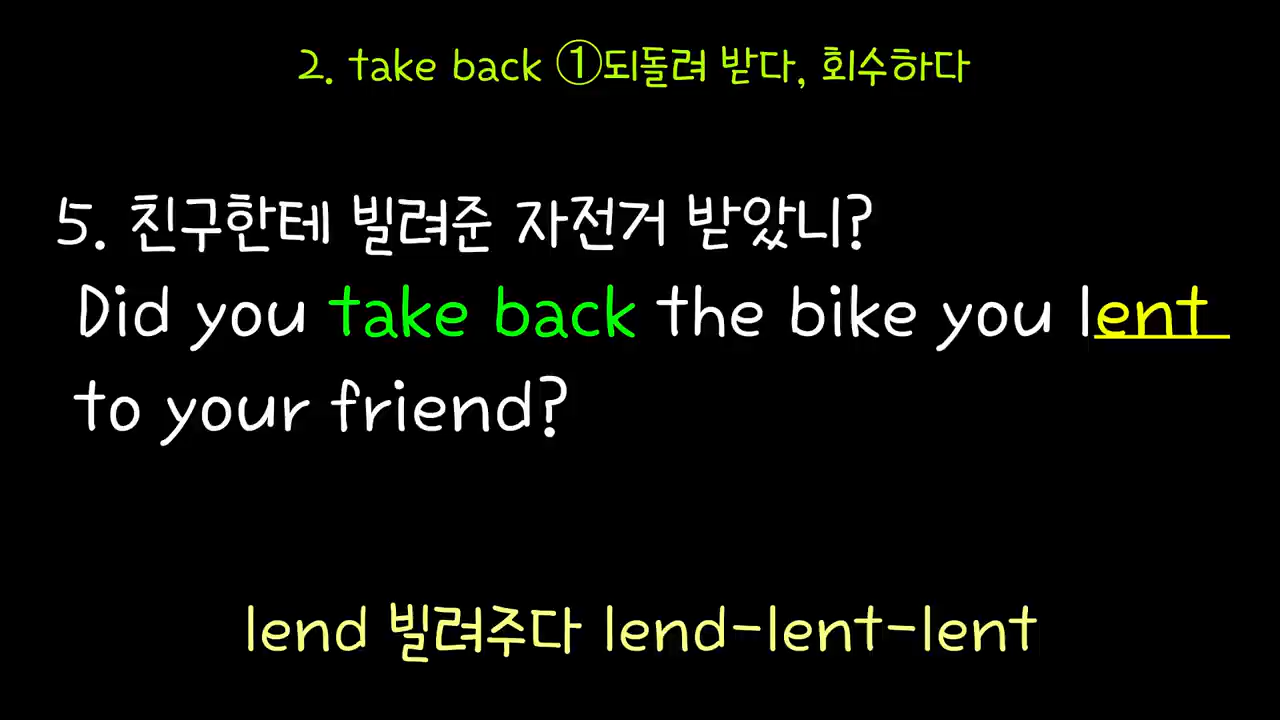 2. take back ①되돌려 받다, 회수하다
5. 친구한테 빌려준 자전거 받았니?
Did you take back the bike you lent
to your friend?
lend 빌려주다 lend-lent-lent